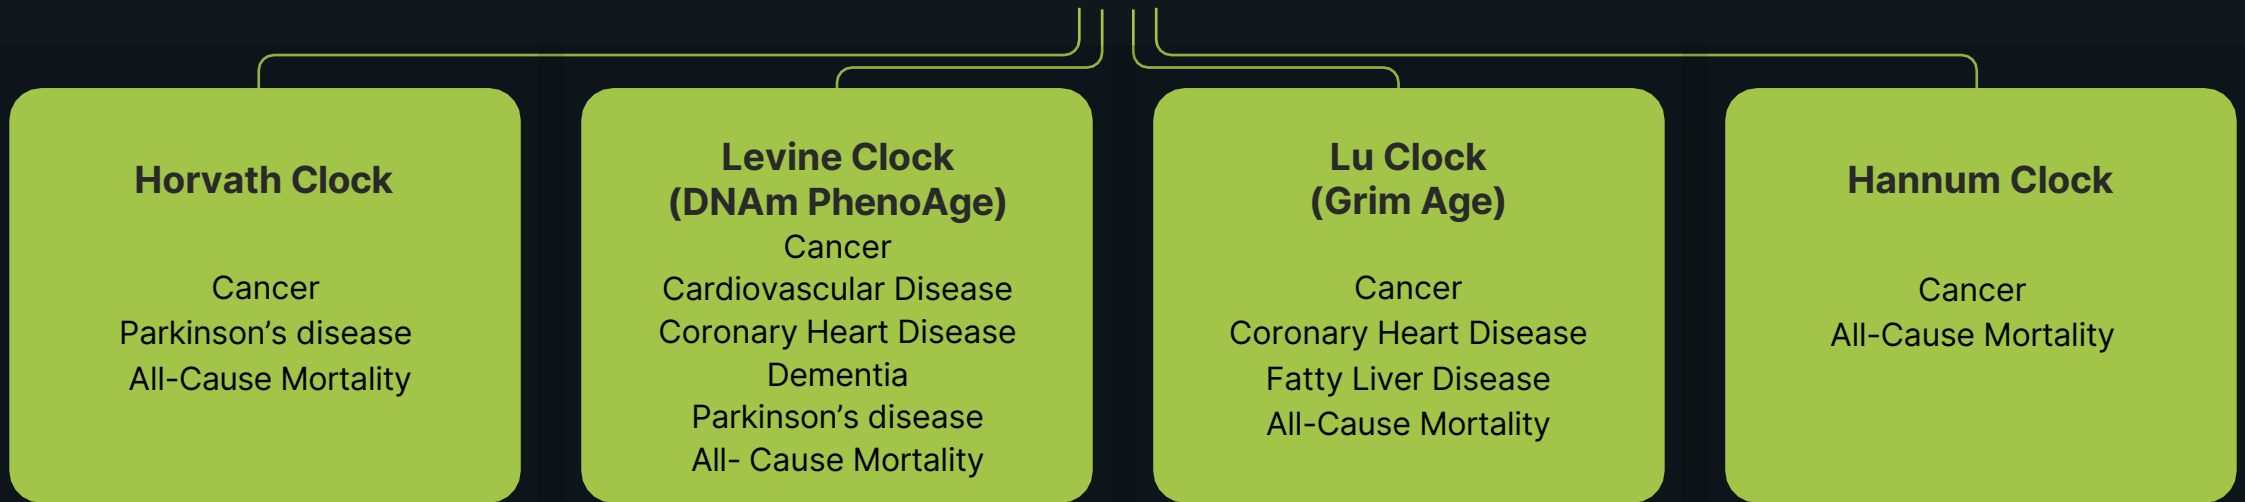 Horvath Clock
Cancer
Parkinson’s disease
All-Cause Mortality
Levine Clock
(DNAm PhenoAge)
Cancer
Cardiovascular Disease
Coronary Heart Disease
Dementia
Parkinson’s disease
All- Cause Mortality
Lu Clock
(Grim Age)
Cancer
Coronary Heart Disease
Fatty Liver Disease
All-Cause Mortality
Hannum Clock
Cancer
All-Cause Mortality